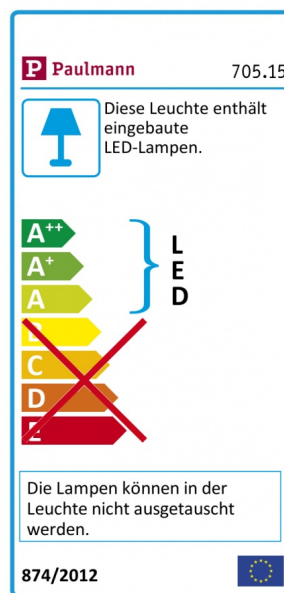 P Paulmann
705.15
Diese Leuchte enthält
eingebaute
LED-Lampen.
A++
A+
A
B
C
D
E
L
E
D
Die Lampen können in der
Leuchte nicht ausgetauscht
werden.
874/2012